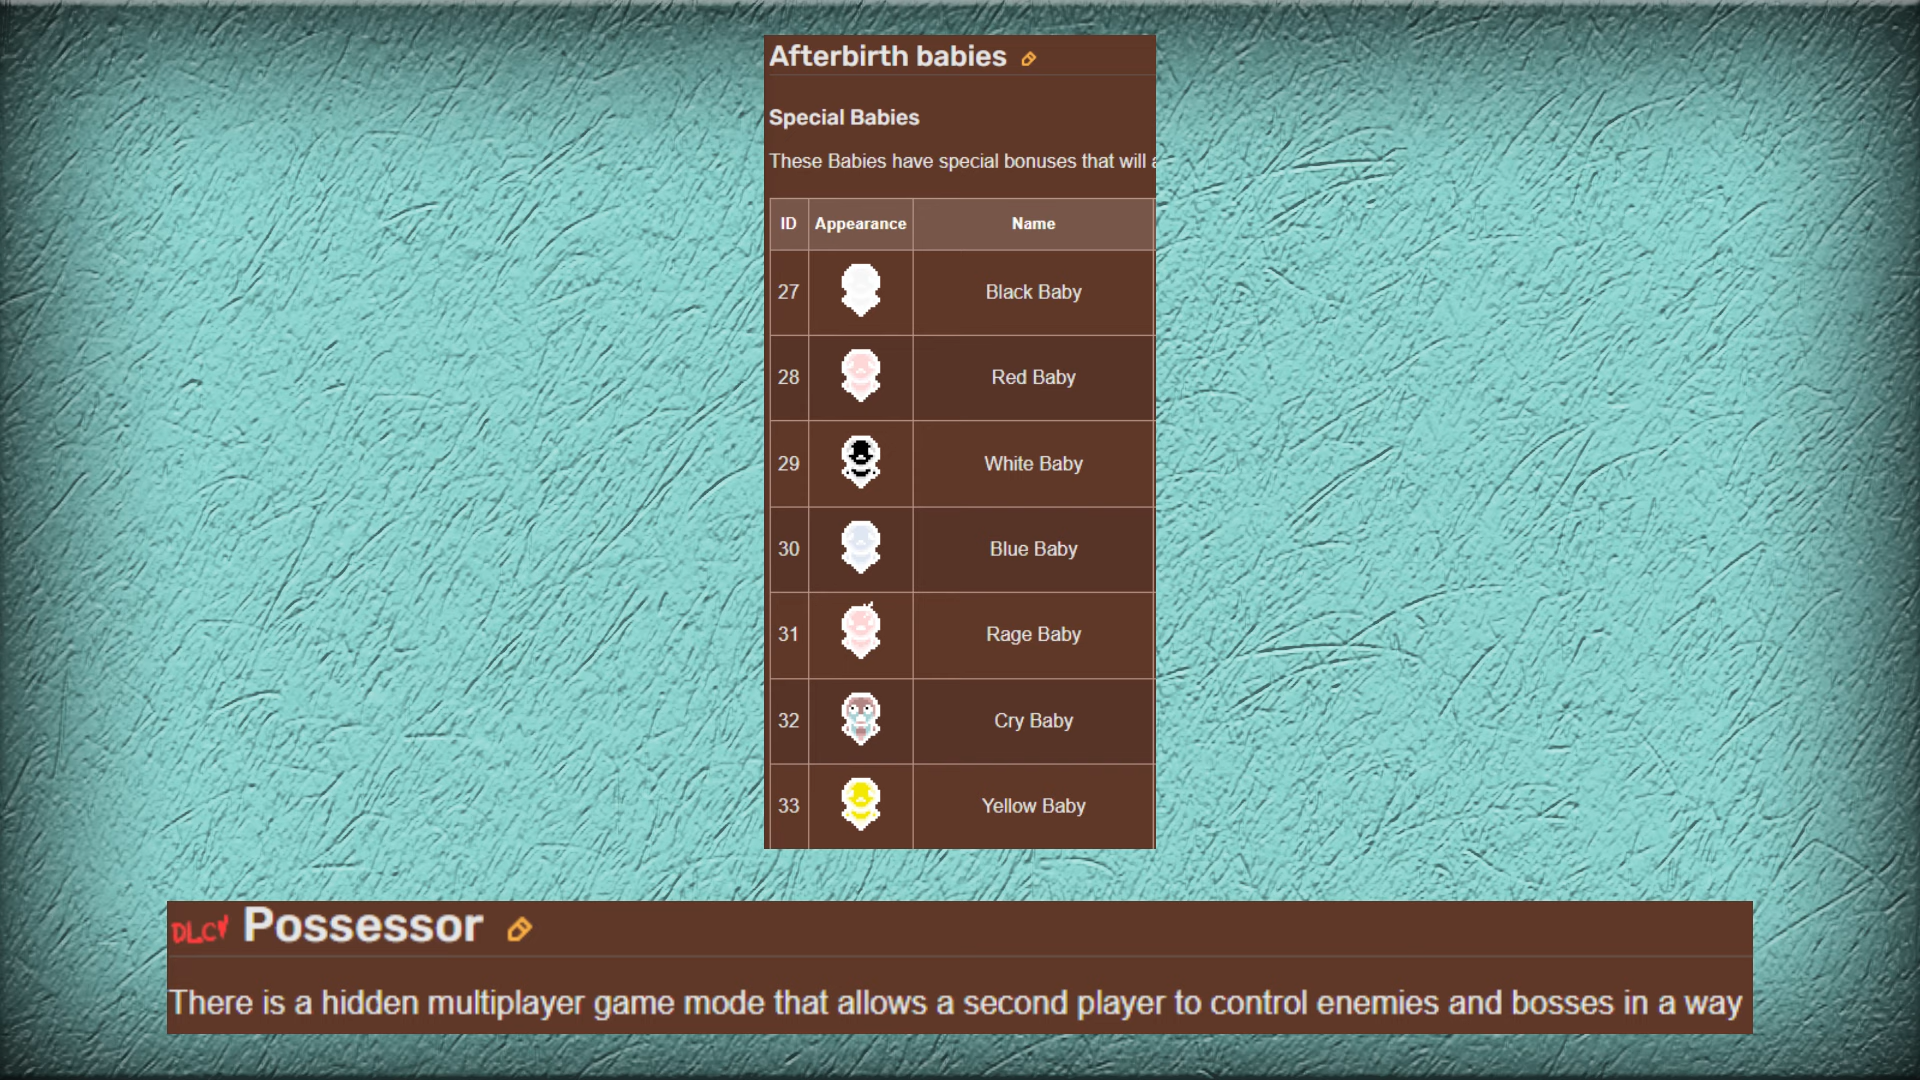 Afterbirth babies
Special Babies
These Babies have special bonuses that will
ID Appearance Name
27 Black Baby
28 Red Baby
29 White Baby
30 Blue Baby
31 Rage Baby
32 Cry Baby
33 Yellow Baby
DLC Possessor
There is a hidden multiplayer game mode that allows a second player to control enemies and bosses in a way